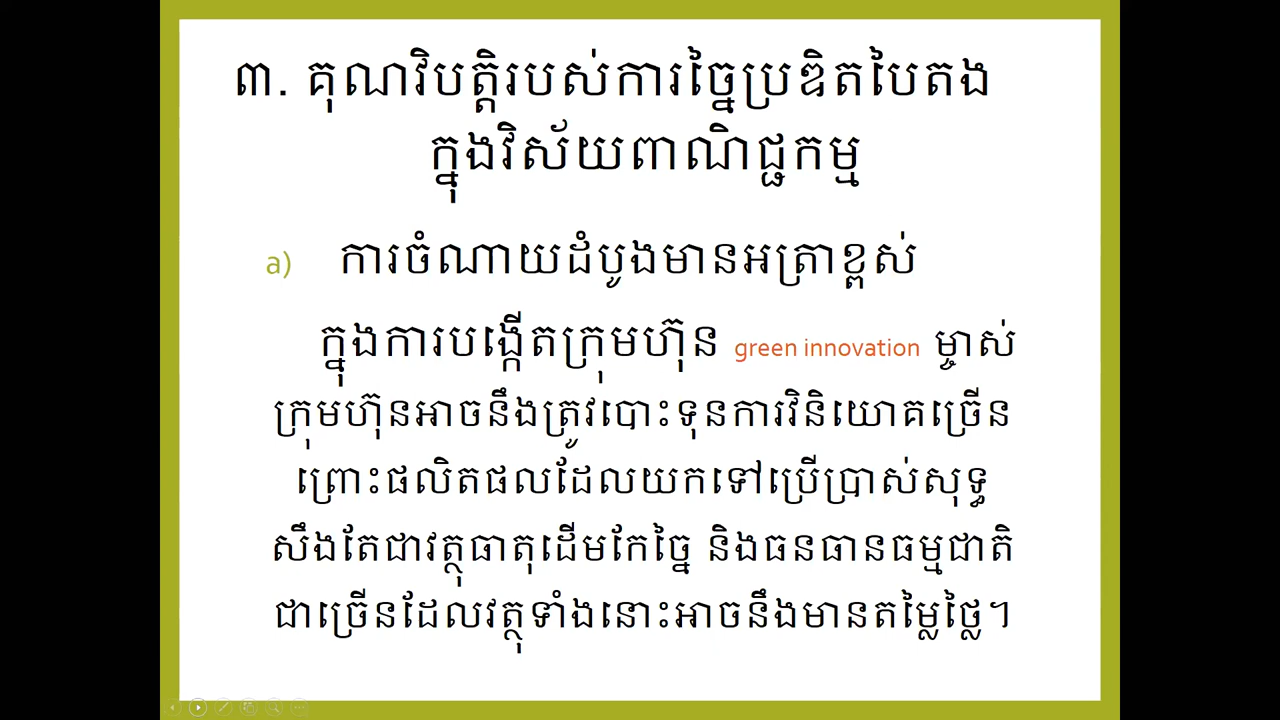 ៣. គុណវិបត្តិរបស់ការច្នៃប្រឌិតបៃតង
ក្នុងវិស័យពាណិជ្ជកម្ម
a) ការចំណាយដំបូងមានអត្រាខ្ពស់
ក្នុងការបង្កើតក្រុមហ៊ុន green innovation ម្ចាស់
ក្រុមហ៊ុនអាចនឹងត្រូវបោះទុនការវិនិយោគច្រើន
ព្រោះផលិតផលដែលយកទៅប្រើប្រាស់សុទ្ធ
សឹងតែជាវត្ថុធាតុដើមកែច្នៃ និងធនធានធម្មជាតិ
ជាច្រើនដែលវត្ថុទាំងនោះអាចនឹងមានតម្លៃថ្លៃ។